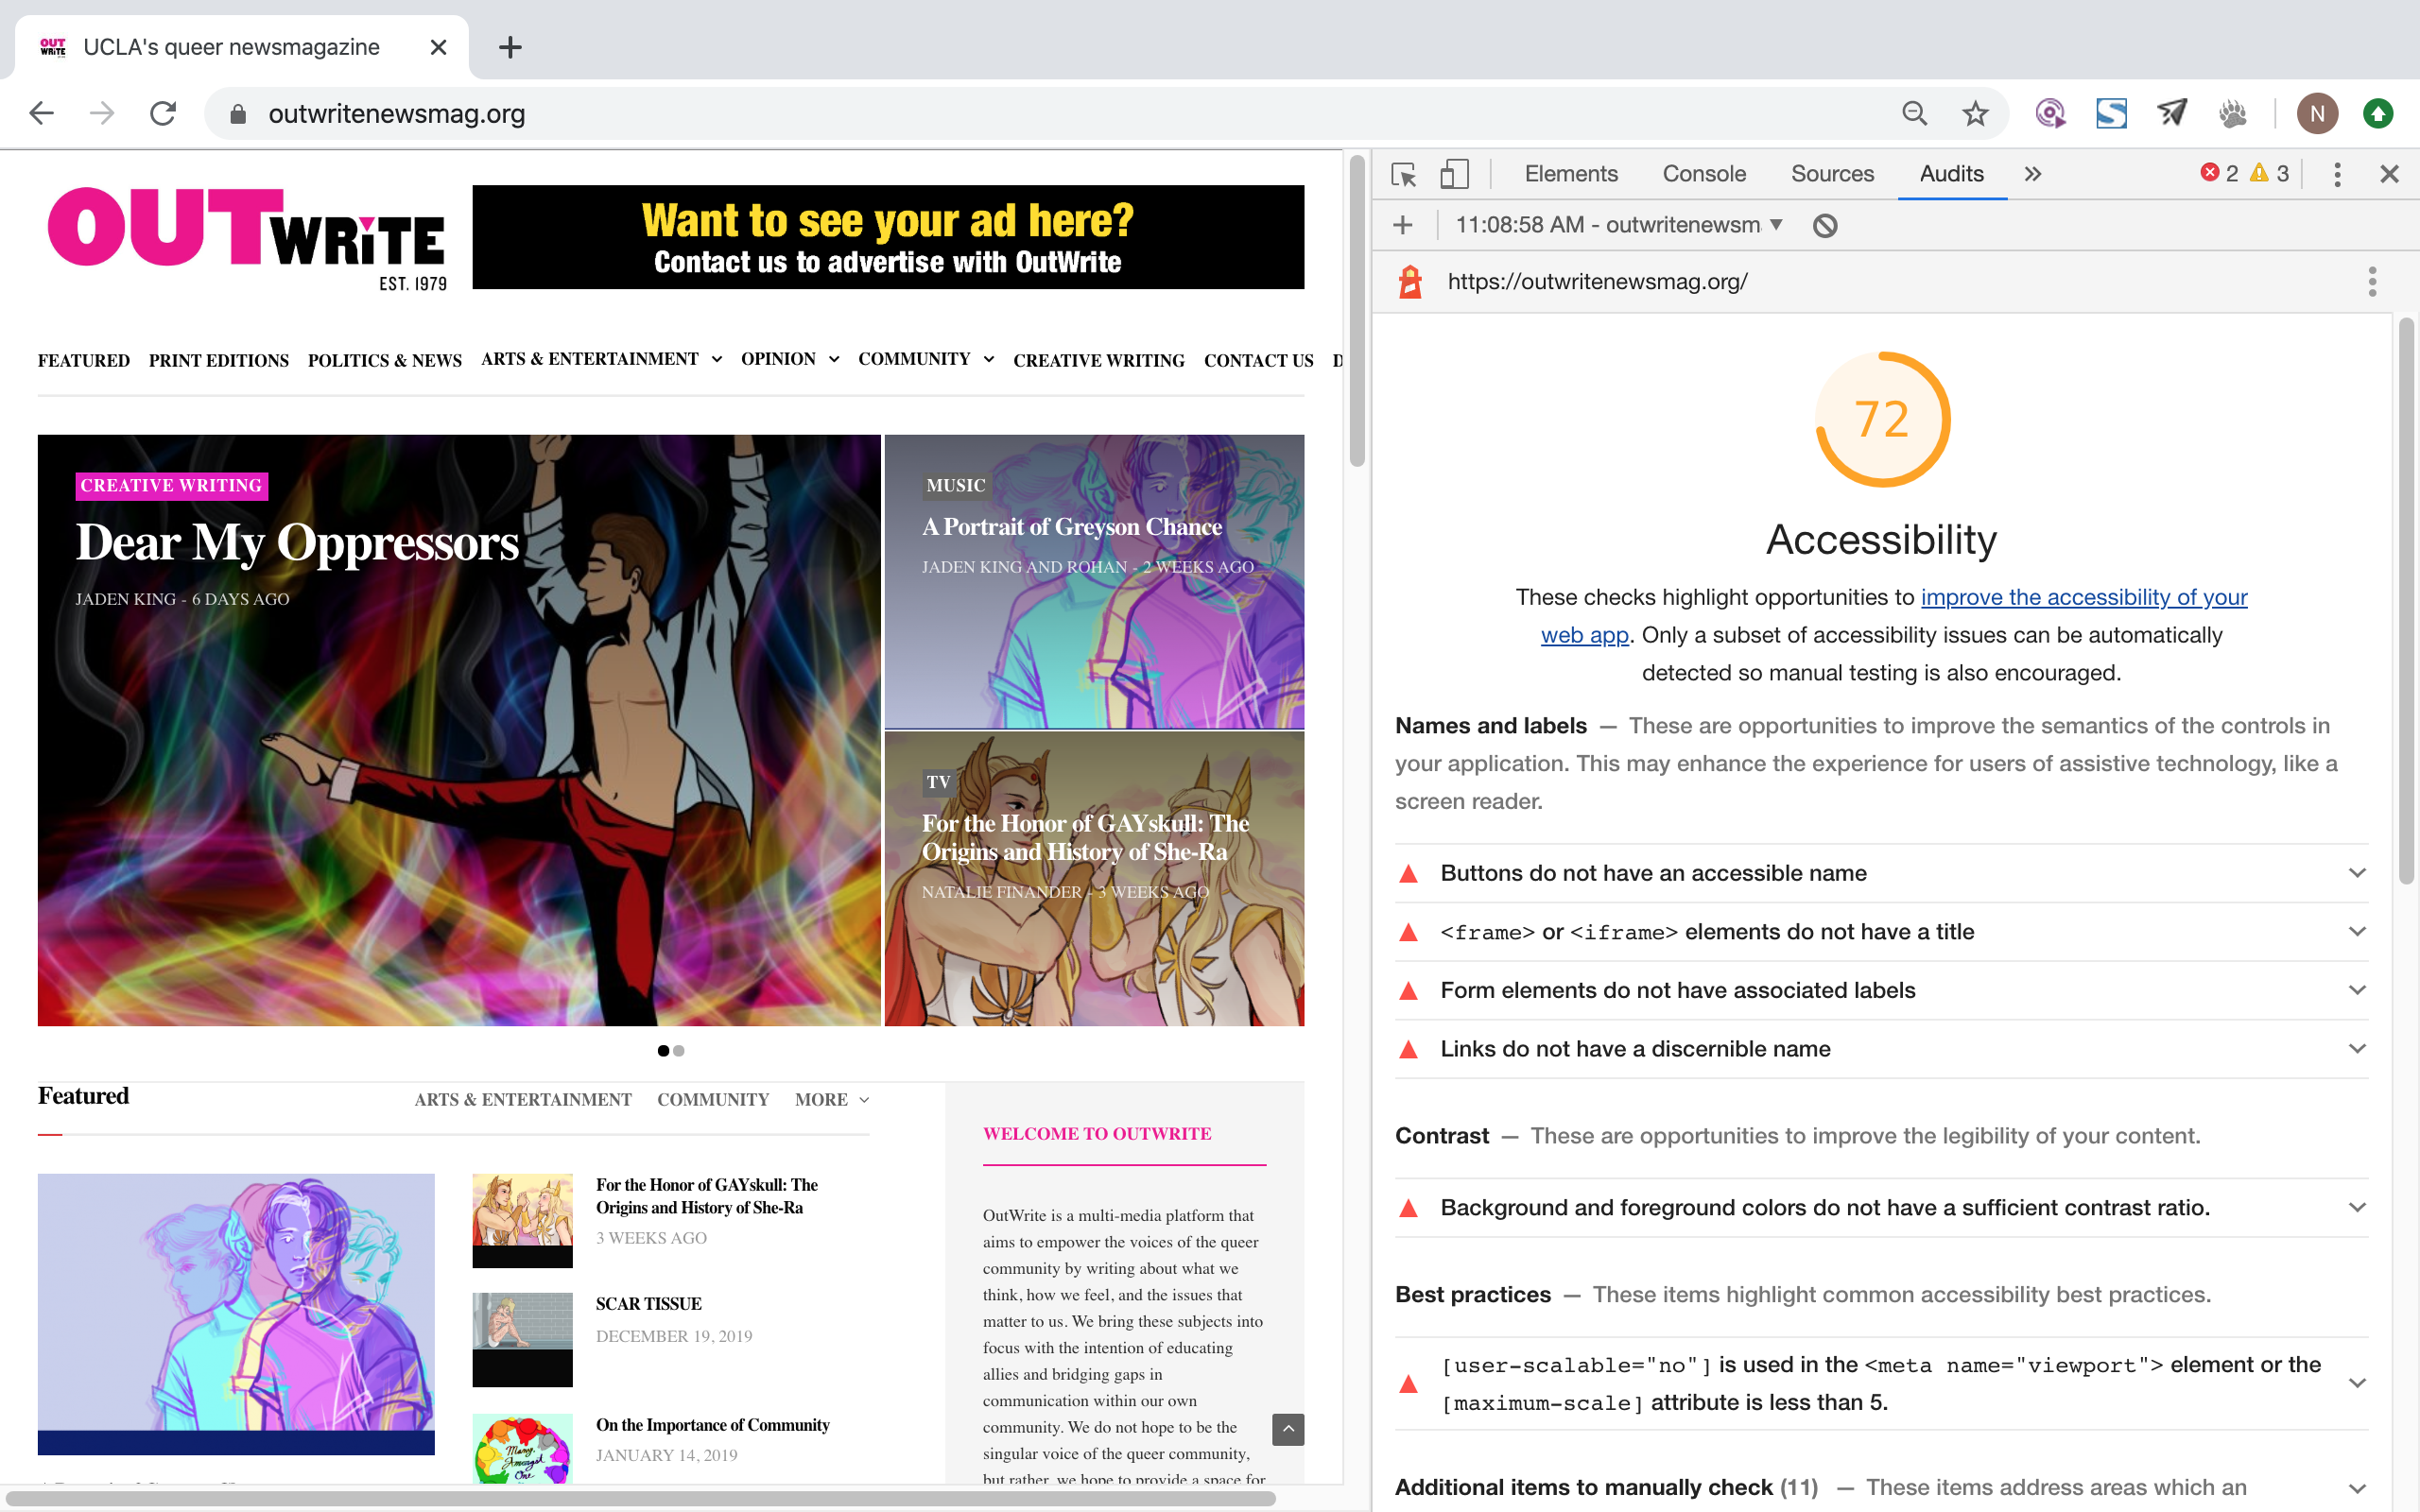 OUT WRiTE UCLA's queer newsmagazine
outwritenewsmag.org
N
OUTWRiTE
EST. 1979
Want to see your ad here?
Contact us to advertise with OutWrite
FEATURED PRINT EDITIONS POLITICS & NEWS ARTS & ENTERTAINMENT OPINION COMMUNITY CREATIVE WRITING CONTACT US D
CREATIVE WRITING
Dear My Oppressors
JADEN KING - 6 DAYS AGO
MUSIC
A Portrait of Greyson Chance
JADEN KING AND ROHAN - 2 WEEKS AGO
TV
For the Honor of GAYskull: The
Origins and History of She-Ra
NATALIE FINANDER - 3 WEEKS AGO
Featured
ARTS & ENTERTAINMENT COMMUNITY MORE
For the Honor of GAYskull: The
Origins and History of She-Ra
3 WEEKS AGO
SCAR TISSUE
DECEMBER 19, 2019
Many,
Amongst
One
On the Importance of Community
JANUARY 14, 2019
WELCOME TO OUTWRITE
OutWrite is a multi-media platform that
aims to empower the voices of the queer
community by writing about what we
think, how we feel, and the issues that
matter to us. We bring these subjects into
focus with the intention of educating
allies and bridging gaps in
communication within our own
community. We do not hope to be the
singular voice of the queer community,
but rather, we hope to provide a space for
Elements Console Sources Audits 2 3
11:08:58 AM - outwritenewsm
https://outwritenewsmag.org/
72
Accessibility
These checks highlight opportunities to improve the accessibility of your
web app. Only a subset of accessibility issues can be automatically
detected so manual testing is also encouraged.
Names and labels — These are opportunities to improve the semantics of the controls in
your application. This may enhance the experience for users of assistive technology, like a
screen reader.
Buttons do not have an accessible name
<frame> or <iframe> elements do not have a title
Form elements do not have associated labels
Links do not have a discernible name
Contrast — These are opportunities to improve the legibility of your content.
Background and foreground colors do not have a sufficient contrast ratio.
Best practices — These items highlight common accessibility best practices.
[user-scalable="no"] is used in the <meta name="viewport"> element or the
[maximum-scale] attribute is less than 5.
Additional items to manually check (11) — These items address areas which an